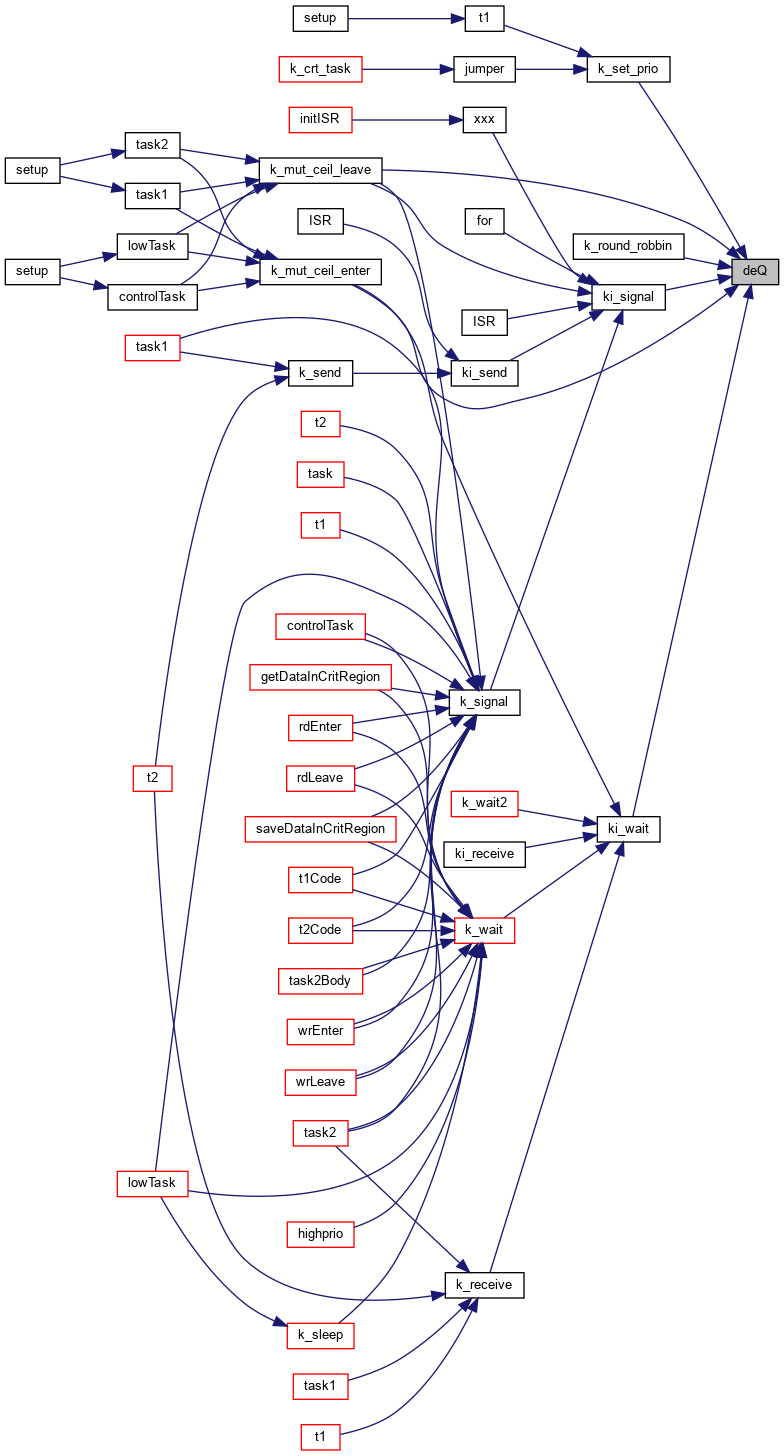 setup
t1
k_crt_task
jumper
k_set_prio
initISR
xxx
task2
setup
k_mut_ceil_leave
task1
ISR
for
lowTask
k_round_robbin
setup
k_mut_ceil_enter
deQ
controlTask
ki_signal
ISR
task1
k_send
ki_send
t2
task
t1
controlTask
getDataInCritRegion
k_signal
rdEnter
t2
rdLeave
k_wait2
saveDataInCritRegion
ki_wait
ki_receive
t1Code
t2Code
k_wait
task2Body
wrEnter
wrLeave
task2
lowTask
highprio
k_receive
k_sleep
task1
t1